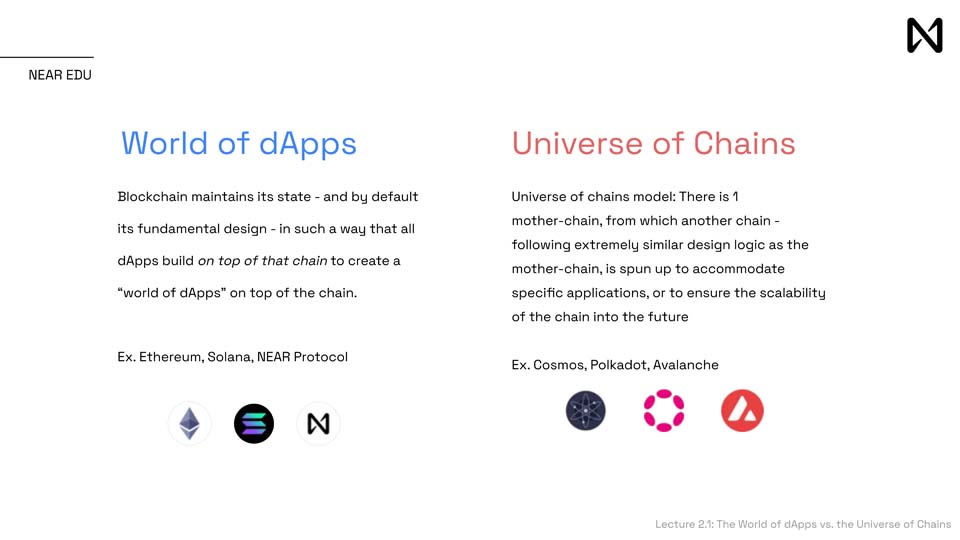 NEAR EDU
World of dApps
Blockchain maintains its state - and by default
its fundamental design - in such a way that all
dApps build on top of that chain to create a
“world of dApps” on top of the chain.
Ex. Ethereum, Solana, NEAR Protocol
Universe of Chains
Universe of chains model: There is 1
mother-chain, from which another chain -
following extremely similar design logic as the
mother-chain, is spun up to accommodate
specific applications, or to ensure the scalability
of the chain into the future
Ex. Cosmos, Polkadot, Avalanche
Lecture 2.1: The World of dApps vs. the Universe of Chains